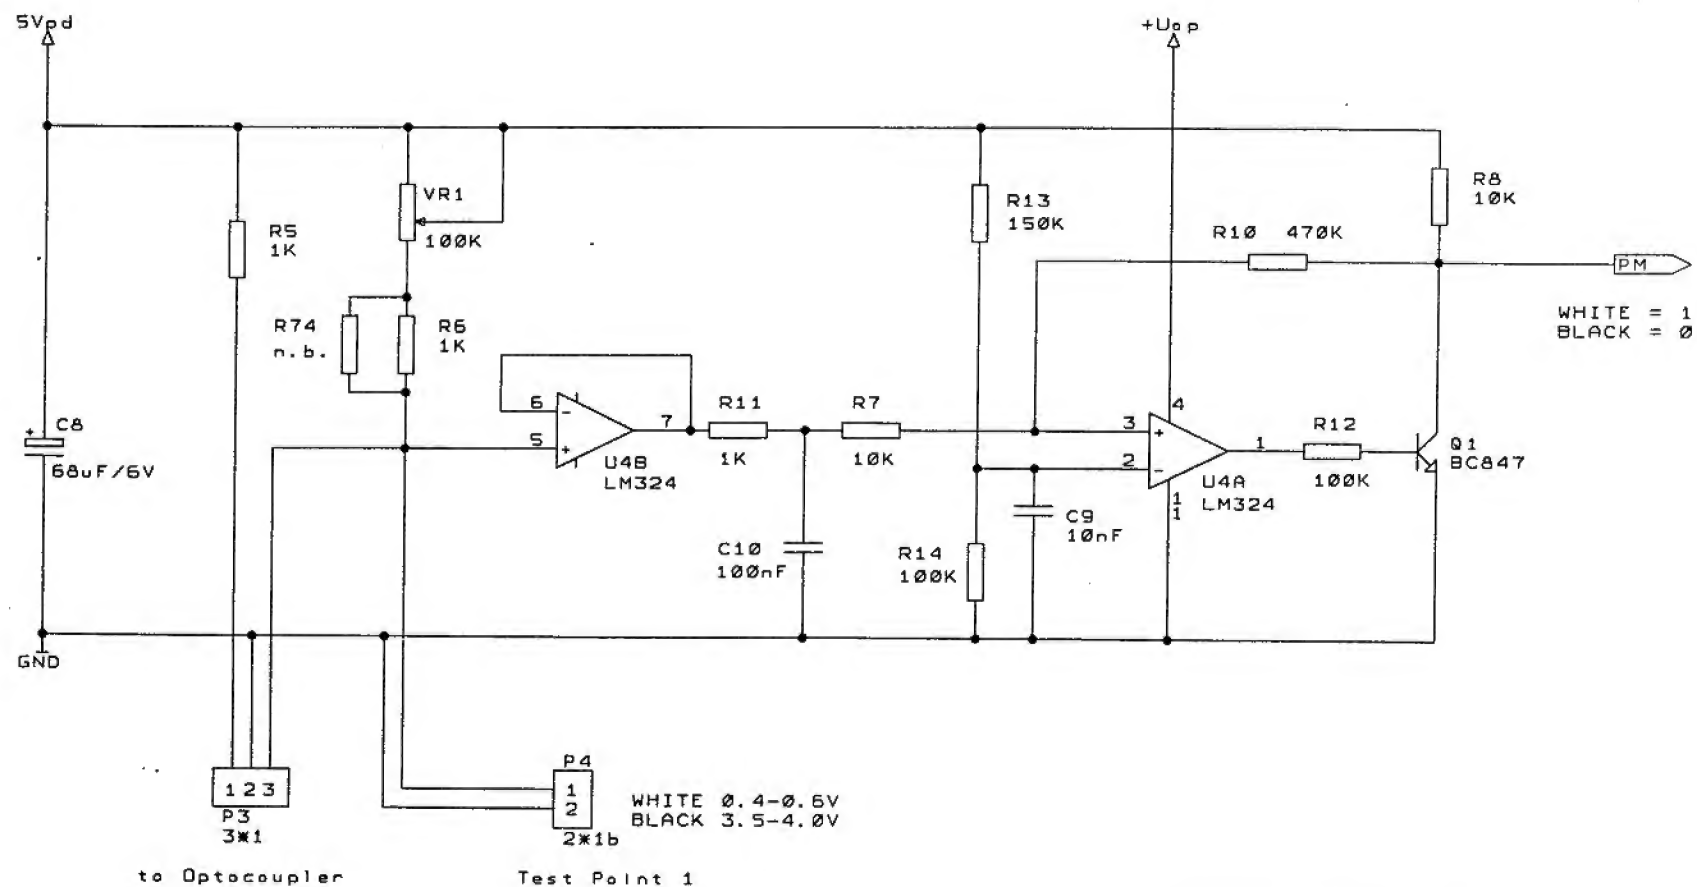 5Vpd
+Uop
VR1
100K
R5
1K
R13
150K
R8
10K
R10 470K
PM
WHITE = 1
BLACK = 0
R74
n.b.
R6
1K
C8
+
68uF/6V
6
-
5
+
7
U4B
LM324
R11
1K
R7
10K
3
+
2
-
4
1
U4A
LM324
1
1
R12
100K
Q1
BC847
C9
10nF
C10
100nF
R14
100K
GND
1 2 3
P3
3*1
to Optocoupler
P4
1
2
2*1b
WHITE 0.4-0.6V
BLACK 3.5-4.0V
Test Point 1